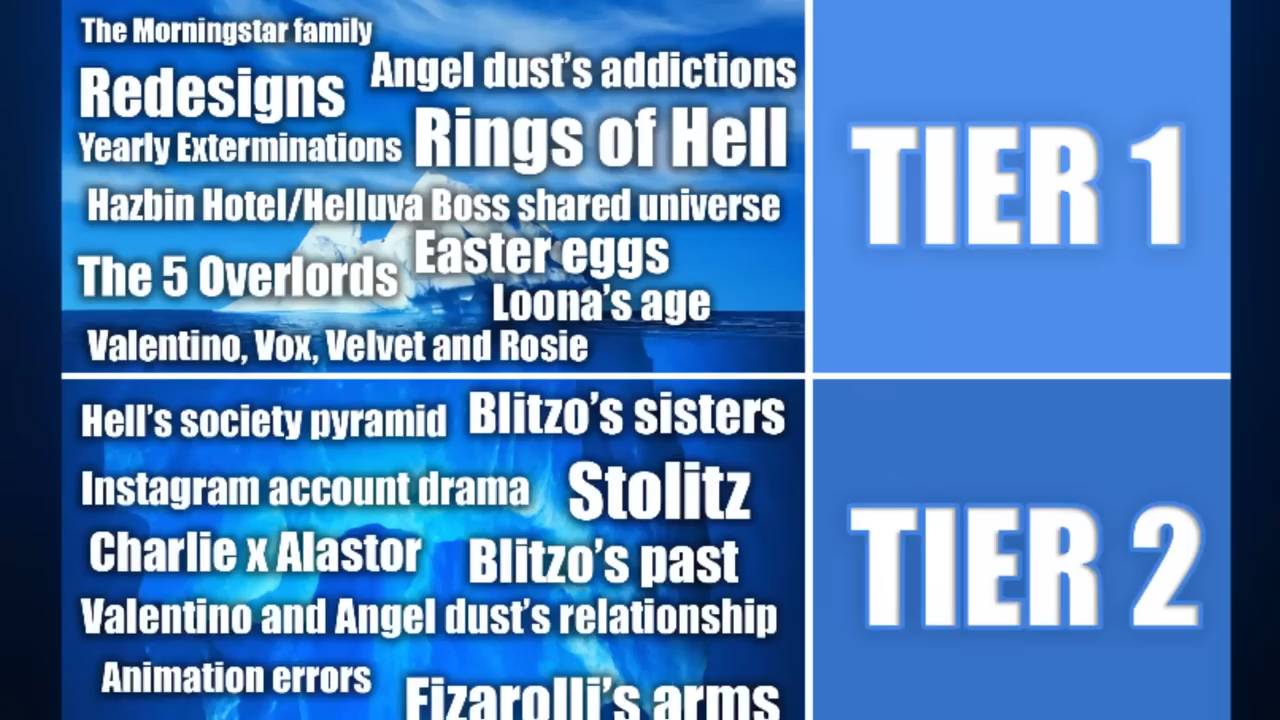 The Morningstar family
Angel dust's addictions
Redesigns
Yearly Exterminations
Rings of Hell
Hazbin Hotel/Helluva Boss shared universe
The 5 Overlords
Easter eggs
Loona's age
Valentino, Vox, Velvet and Rosie
TIER 1
Hell's society pyramid
Blitzo's sisters
Instagram account drama
Stolitz
Charlie x Alastor
Blitzo's past
Valentino and Angel dust's relationship
Animation errors
Fizarolli's arms
TIER 2